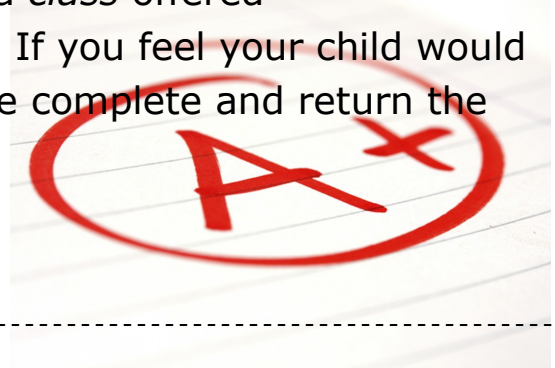 class offered
If you feel your child would
complete and return the
A+